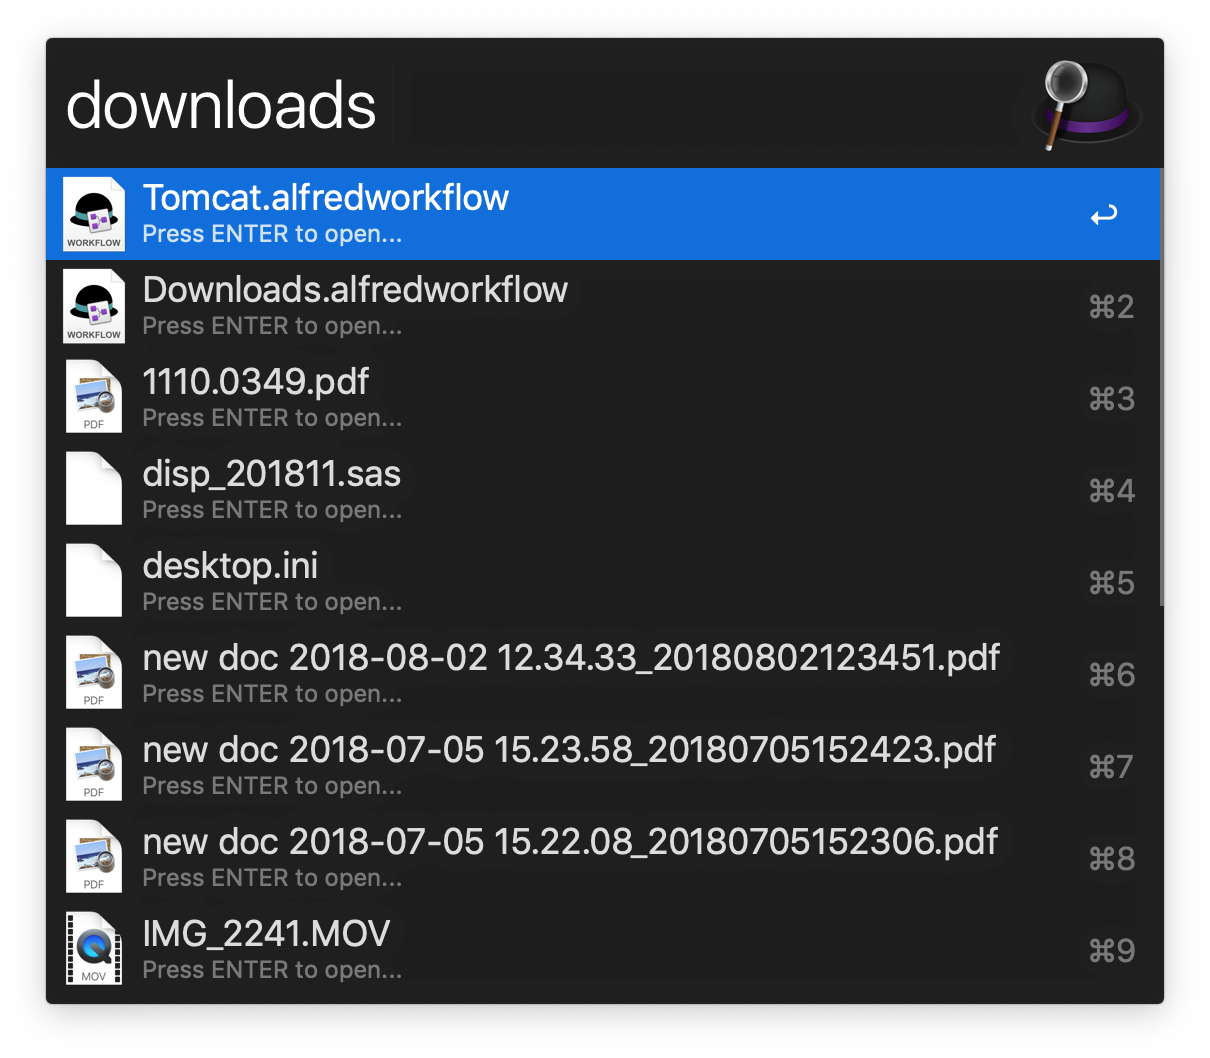 downloads
WORKFLOW
Tomcat.alfredworkflow
Press ENTER to open...
WORKFLOW
Downloads.alfredworkflow
Press ENTER to open...
⌘2
PDF
1110.0349.pdf
Press ENTER to open...
⌘3
disp_201811.sas
Press ENTER to open...
⌘4
desktop.ini
Press ENTER to open...
⌘5
PDF
new doc 2018-08-02 12.34.33_20180802123451.pdf
Press ENTER to open...
⌘6
PDF
new doc 2018-07-05 15.23.58_20180705152423.pdf
Press ENTER to open...
⌘7
PDF
new doc 2018-07-05 15.22.08_20180705152306.pdf
Press ENTER to open...
⌘8
MOV
IMG_2241.MOV
Press ENTER to open...
⌘9